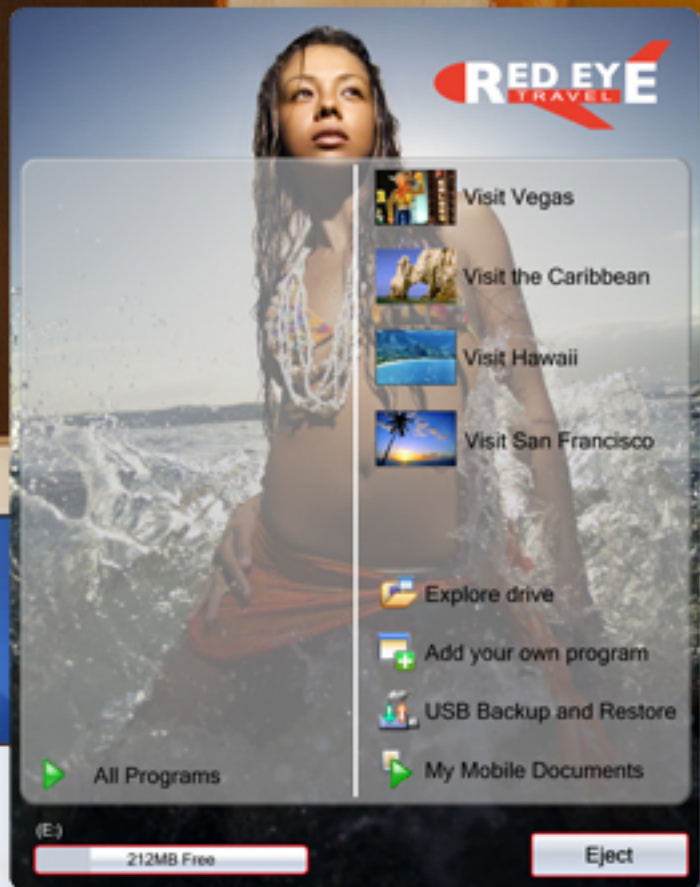 RED EYE
TRAVEL
Visit Vegas
Visit the Caribbean
Visit Hawaii
Visit San Francisco
Explore drive
Add your own program
USB Backup and Restore
My Mobile Documents
All Programs
(E:)
212MB Free
Eject